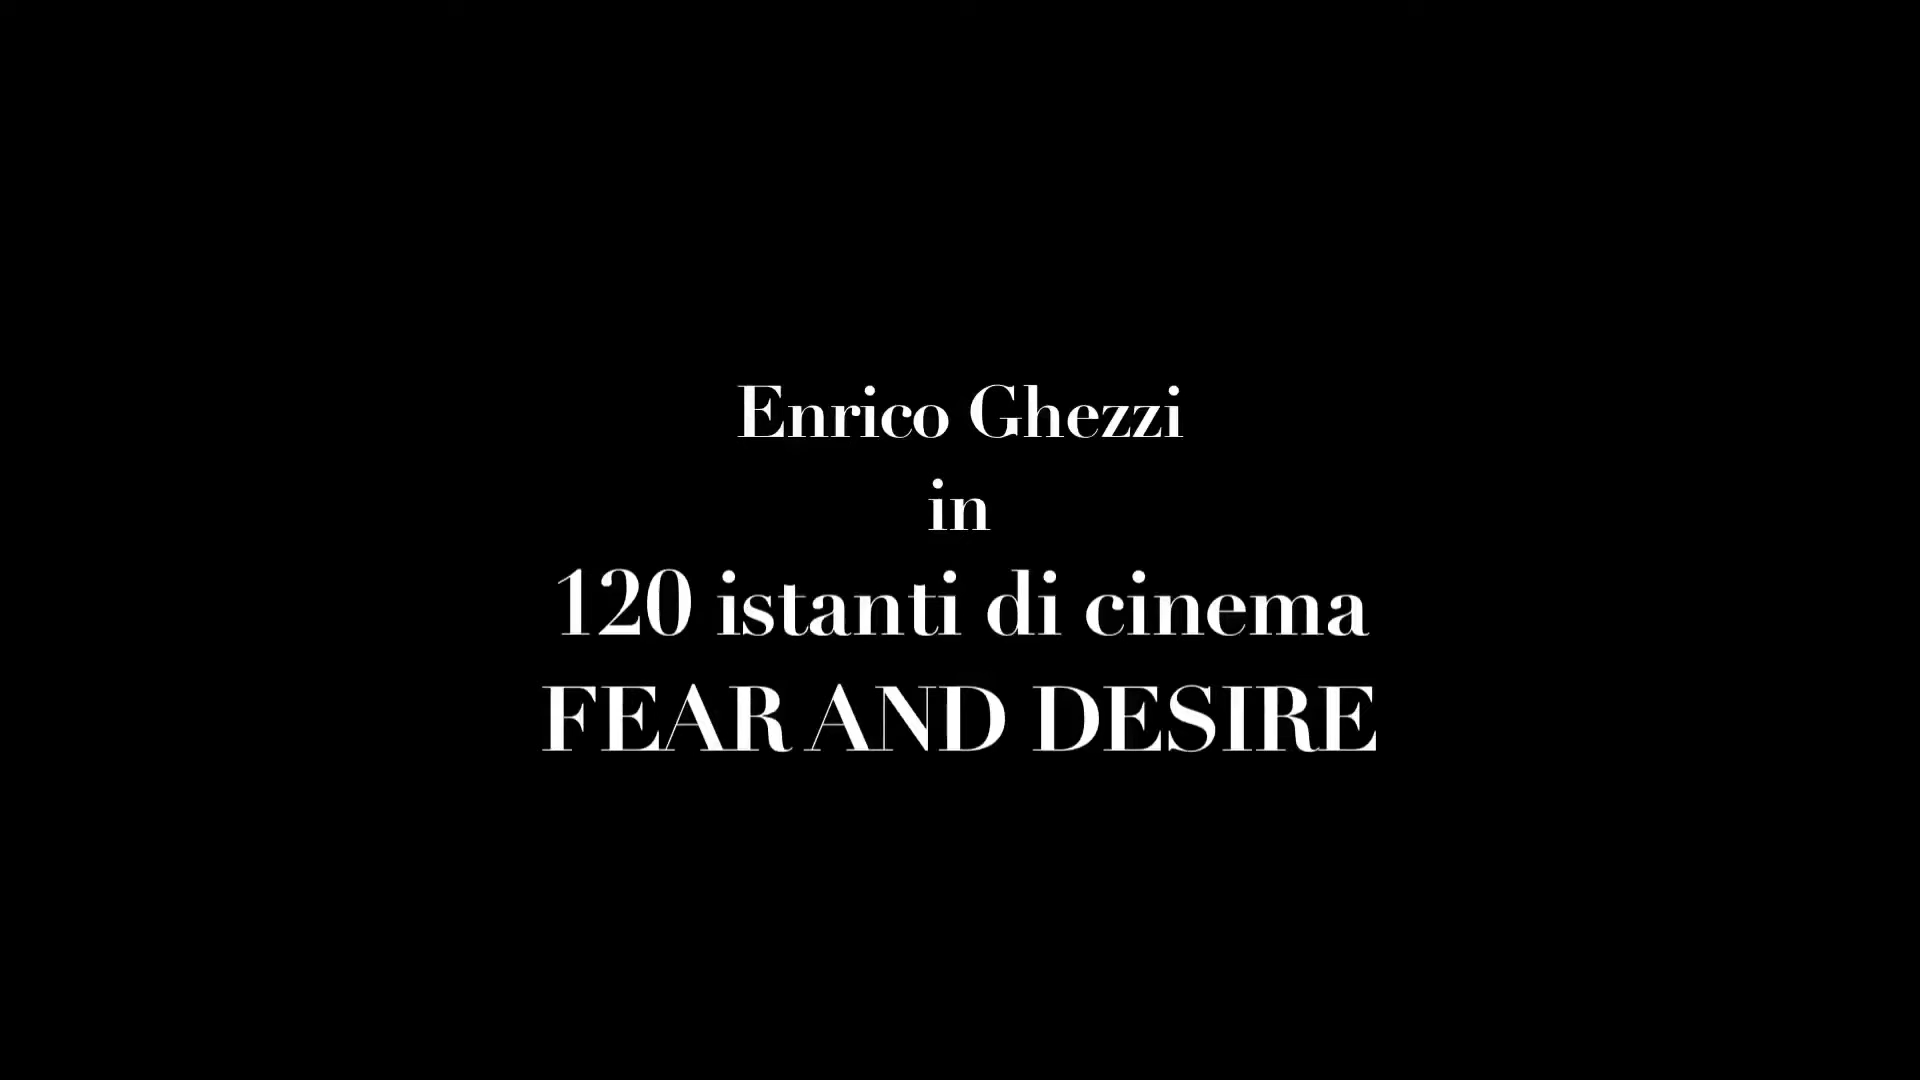 Enrico Ghezzi
in
120 istanti di cinema
FEAR AND DESIRE